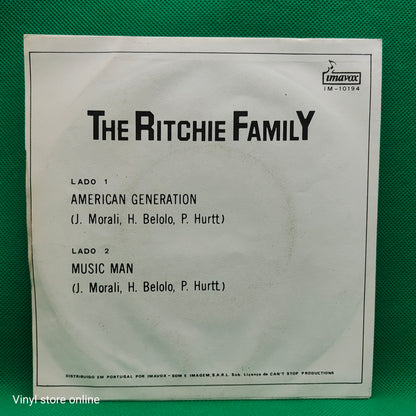 imavox
IM-10194
THE RITCHIE FAMILY
LADO 1
AMERICAN GENERATION
(J. Morali, H. Belolo, P. Hurtt)
LADO 2
MUSIC MAN
(J. Morali, H. Belolo, P. Hurtt)
DISTRIBUIDO EM PORTUGAL POR IMAVOX - SOM E IMAGEM, S.A.R.L. Sob. Licença de CAN'T STOP PRODUCTIONS
Vinyl store online